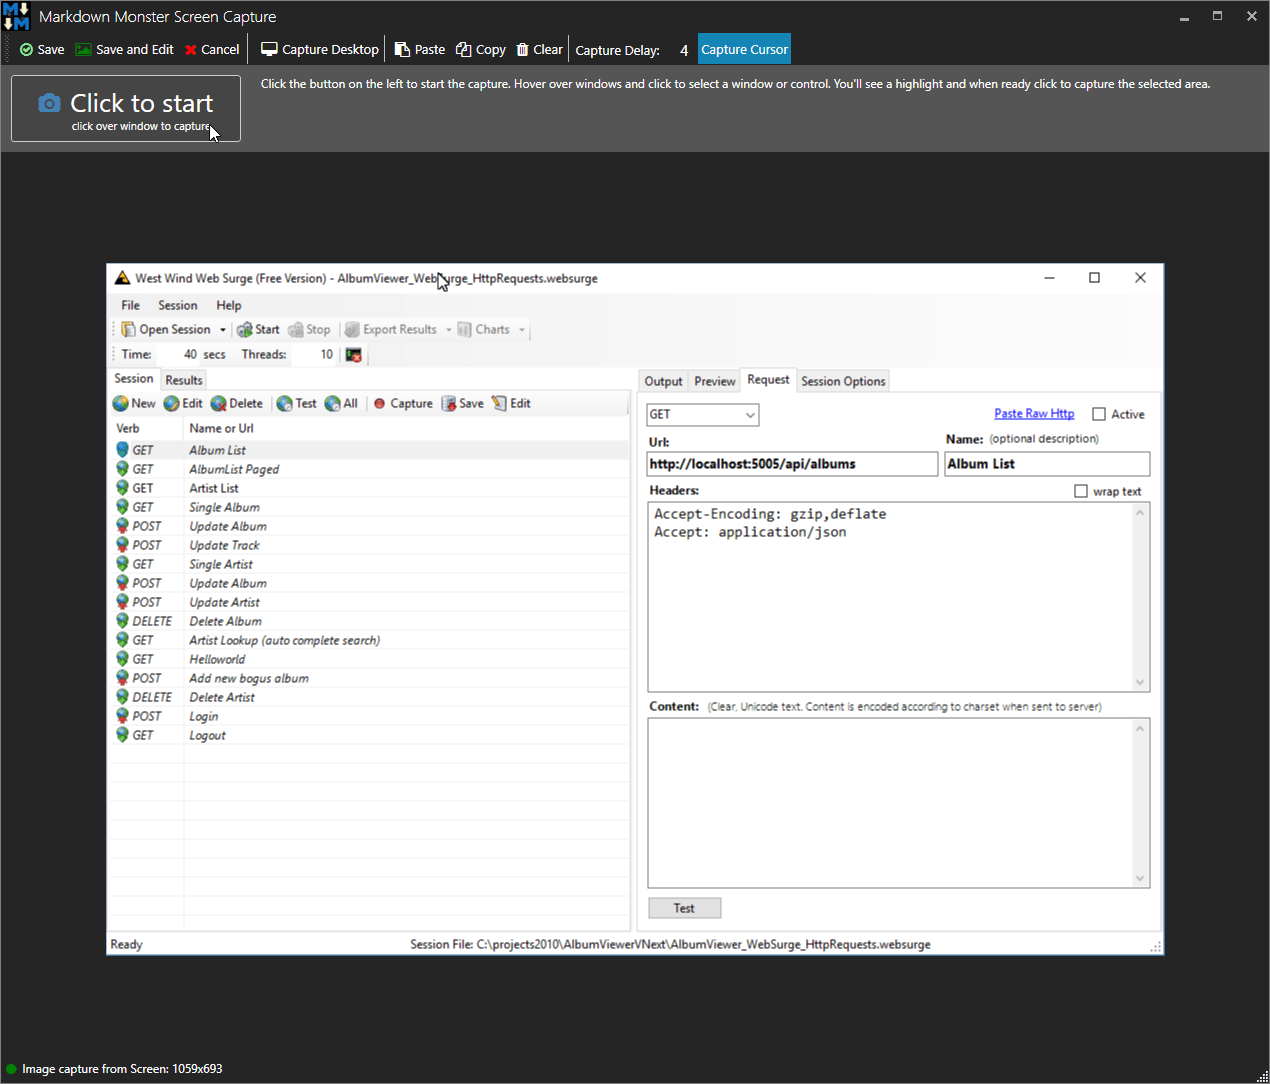 Markdown Monster Screen Capture
Save Save and Edit Cancel Capture Desktop Paste Copy Clear Capture Delay: 4 Capture Cursor
Click to start
click over window to capture
Click the button on the left to start the capture. Hover over windows and click to select a window or control. You'll see a highlight and when ready click to capture the selected area.
West Wind Web Surge (Free Version) - AlbumViewer_WebSurge_HttpRequests.websurge
File Session Help
Open Session Start Stop Export Results Charts
Time: 40 secs Threads: 10
Session Results
New Edit Delete Test All Capture Save Edit
Verb Name or Url
GET Album List
GET AlbumList Paged
GET Artist List
GET Single Album
POST Update Album
POST Update Track
GET Single Artist
POST Update Album
POST Update Artist
DELETE Delete Album
GET Artist Lookup (auto complete search)
GET Helloworld
POST Add new bogus album
DELETE Delete Artist
POST Login
GET Logout
Output Preview Request Session Options
GET Paste Raw Http Active
Url: Name: (optional description)
http://localhost:5005/api/albums Album List
Headers: wrap text
Accept-Encoding: gzip,deflate
Accept: application/json
Content: (Clear, Unicode text. Content is encoded according to charset when sent to server)
Test
Ready Session File: C:\projects2010\AlbumViewerVNext\AlbumViewer_WebSurge_HttpRequests.websurge
Image capture from Screen: 1059x693